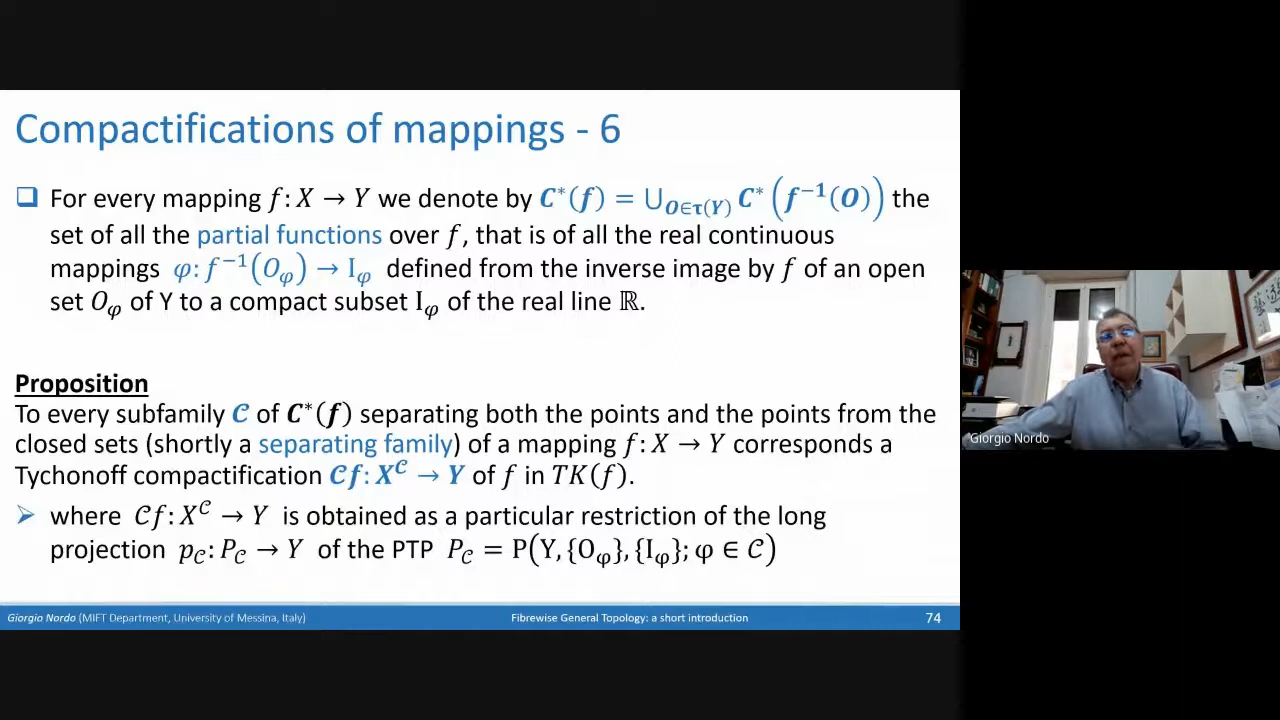 Compactifications of mappings - 6
❑ For every mapping 𝑓: 𝑋 → 𝑌 we denote by 𝑪*(𝒇) = ⋃_{𝑶∈𝛕(𝒀)} 𝑪*(𝒇⁻¹(𝑶)) the
set of all the partial functions over 𝑓, that is of all the real continuous
mappings φ: 𝑓⁻¹(𝑂_φ) → I_φ defined from the inverse image by 𝑓 of an open
set 𝑂_φ of Y to a compact subset I_φ of the real line ℝ.
Proposition
To every subfamily 𝓒 of 𝑪*(𝒇) separating both the points and the points from the
closed sets (shortly a separating family) of a mapping 𝑓: 𝑋 → 𝑌 corresponds a
Tychonoff compactification 𝓒𝒇: 𝑿^𝓒 → 𝒀 of 𝑓 in 𝑇𝐾(𝑓).
➢ where 𝒞𝑓: 𝑋^𝒞 → 𝑌 is obtained as a particular restriction of the long
projection 𝑝_𝒞: 𝑃_𝒞 → 𝑌 of the PTP 𝑃_𝒞 = P(Y, {O_φ}, {I_φ}; φ ∈ 𝒞)
Giorgio Nordo (MIFT Department, University of Messina, Italy)
Fibrewise General Topology: a short introduction
74
Giorgio Nordo